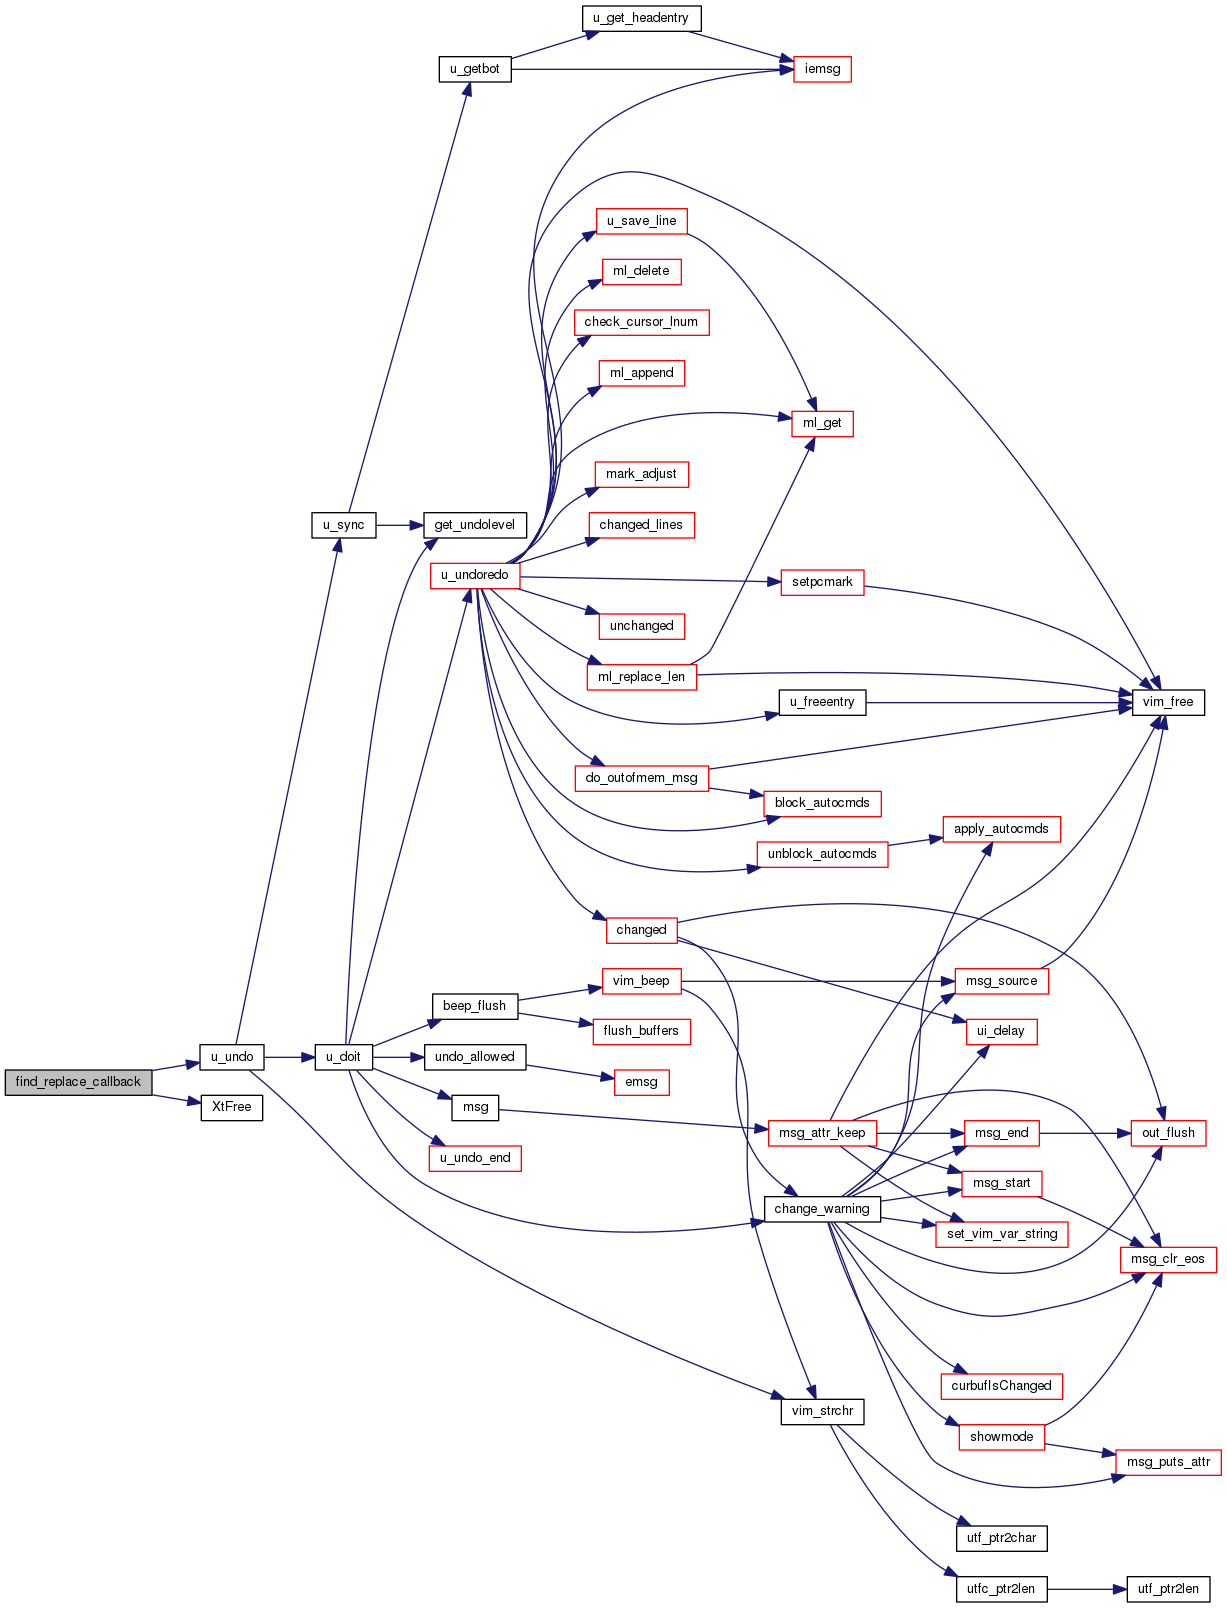 u_get_headentry
u_getbot
iemsg
u_save_line
ml_delete
check_cursor_lnum
ml_append
ml_get
mark_adjust
u_sync
get_undolevel
changed_lines
u_undoredo
setpcmark
unchanged
ml_replace_len
u_freeentry
vim_free
do_outofmem_msg
block_autocmds
apply_autocmds
unblock_autocmds
changed
vim_beep
msg_source
beep_flush
flush_buffers
ui_delay
u_undo
u_doit
undo_allowed
find_replace_callback
emsg
XtFree
msg
msg_attr_keep
msg_end
out_flush
u_undo_end
msg_start
change_warning
set_vim_var_string
msg_clr_eos
curbufIsChanged
vim_strchr
showmode
msg_puts_attr
utf_ptr2char
utfc_ptr2len
utf_ptr2len